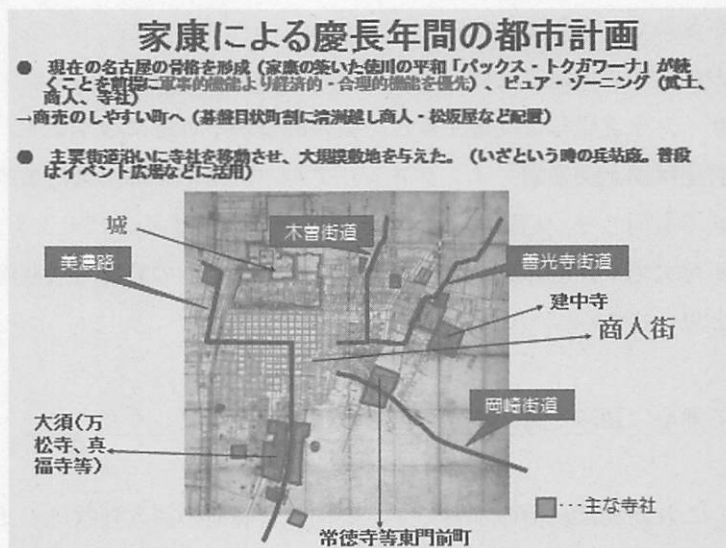 家康による慶長年間の都市計画
● 現在の名古屋の骨格を形成（家康の築いた徳川の平和「パックス・トクガワーナ」が続
くことを前提に軍事的機能より経済的・合理的機能を優先）、ピュア・ゾーニング（武士、
商人、寺社）
→商売のしやすい町へ（碁盤目状町割に清洲越し商人・松坂屋など配置）
● 主要街道沿いに寺社を移動させ、大規模敷地を与えた。（いざという時の兵站廠。普段
はイベント広場などに活用）
城
木曽街道
美濃路
善光寺街道
建中寺
商人街
岡崎街道
大須（万
松寺、真
福寺等）
・・・主な寺社
常徳寺等東門前町